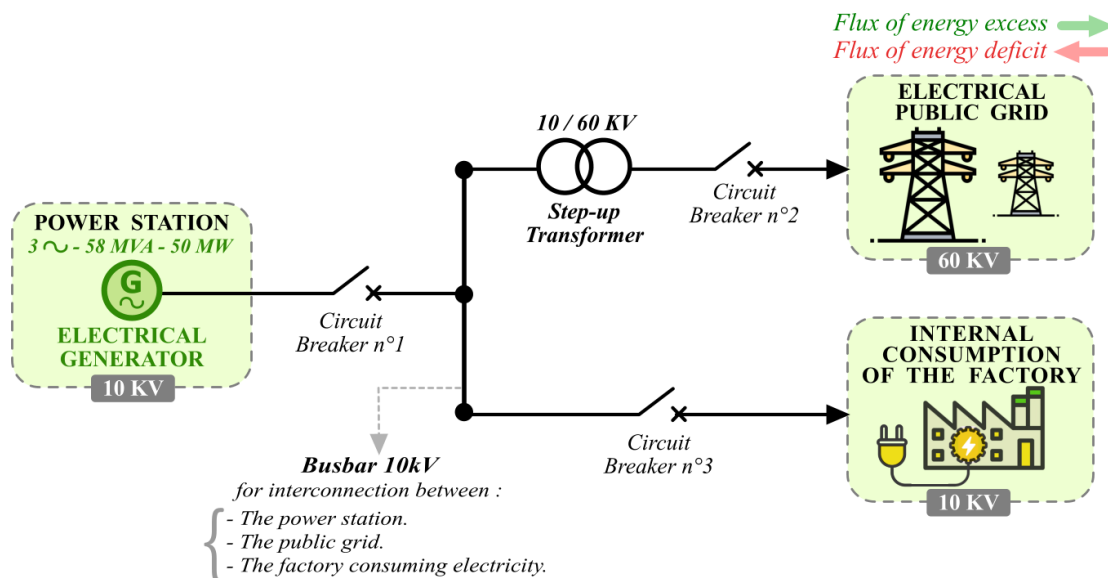 Flux of energy excess
Flux of energy deficit
ELECTRICAL
PUBLIC GRID
60 KV
10 / 60 KV
Step-up
Transformer
Circuit
Breaker n°2
POWER STATION
3 ~ - 58 MVA - 50 MW
G
ELECTRICAL
GENERATOR
10 KV
Circuit
Breaker n°1
INTERNAL
CONSUMPTION
OF THE FACTORY
10 KV
Circuit
Breaker n°3
Busbar 10kV
for interconnection between :
- The power station.
- The public grid.
- The factory consuming electricity.